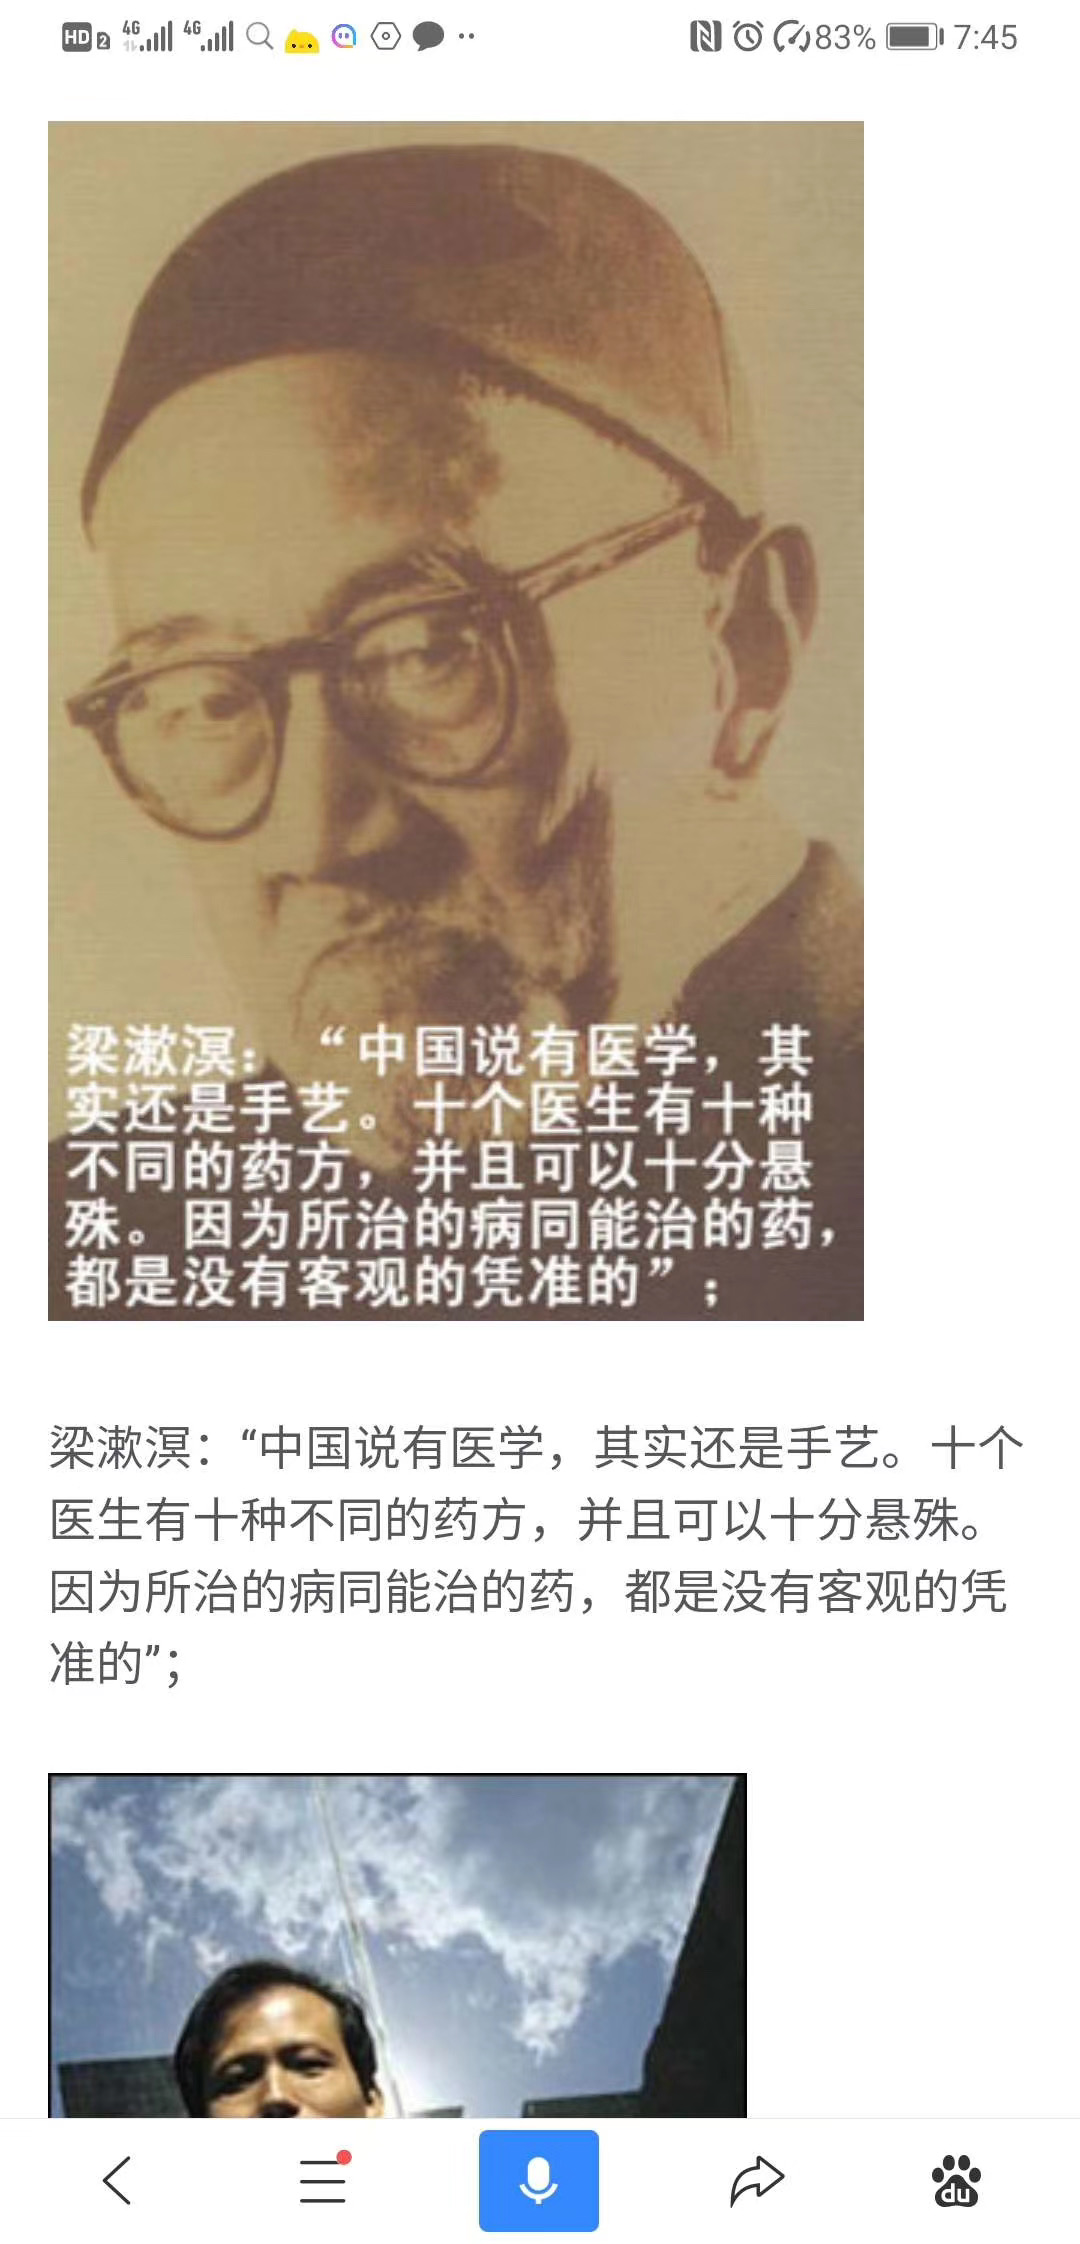 HD 2 4G 4G 83% 7:45
梁漱溟：“中国说有医学，其
实还是手艺。十个医生有十种
不同的药方，并且可以十分悬
殊。因为所治的病同能治的药，
都是没有客观的凭准的”；
梁漱溟：“中国说有医学，其实还是手艺。十个
医生有十种不同的药方，并且可以十分悬殊。
因为所治的病同能治的药，都是没有客观的凭
准的”；
du